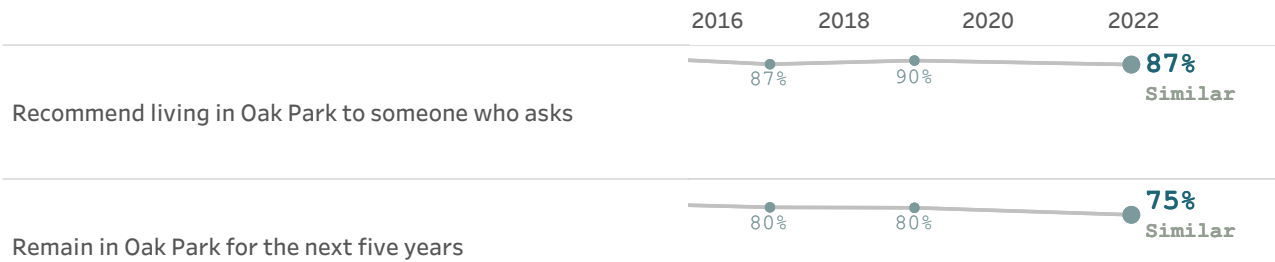 2016 2018 2020 2022
87% 90% 87%
Similar
Recommend living in Oak Park to someone who asks
80% 80% 75%
Similar
Remain in Oak Park for the next five years